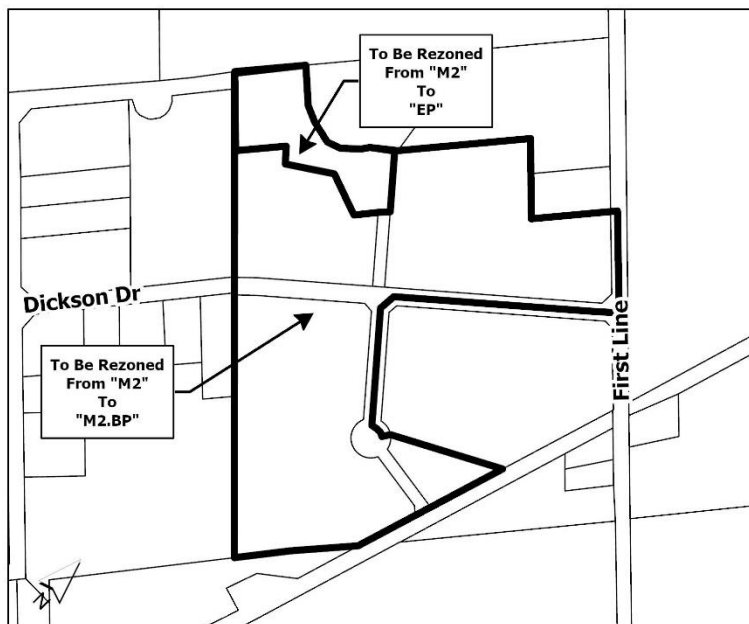 To Be Rezoned
From "M2"
To
"EP"
Dickson Dr
First Line
To Be Rezoned
From "M2"
To
"M2.BP"
N